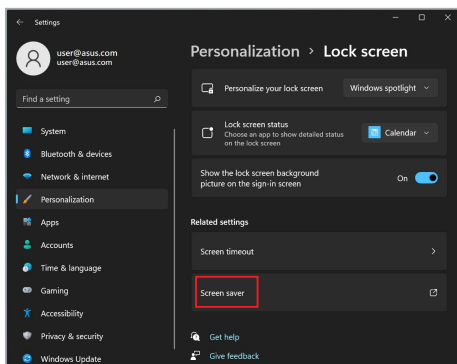 Settings
user@asus.com
user@asus.com
Find a setting
System
Bluetooth & devices
Network & internet
Personalization
Apps
Accounts
Time & language
Gaming
Accessibility
Privacy & security
Windows Update
Personalization > Lock screen
Personalize your lock screen
Windows spotlight
Lock screen status
Choose an app to show detailed status
on the lock screen
Calendar
Show the lock screen background
picture on the sign-in screen
On
Related settings
Screen timeout
Screen saver
Get help
Give feedback